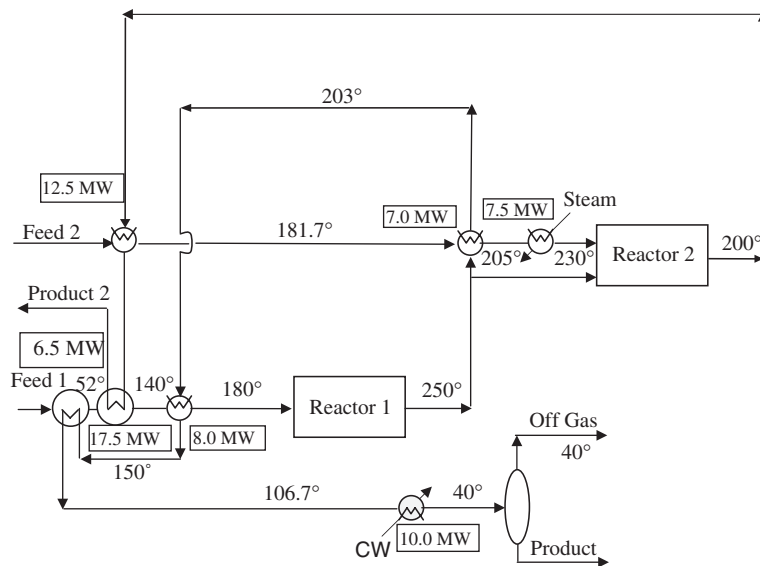 203°
12.5 MW
7.0 MW
7.5 MW
Steam
Feed 2
181.7°
205°
230°
Reactor 2
200°
Product 2
6.5 MW
Feed 1
52°
140°
180°
Reactor 1
250°
17.5 MW
8.0 MW
150°
Off Gas
40°
106.7°
40°
CW
10.0 MW
Product